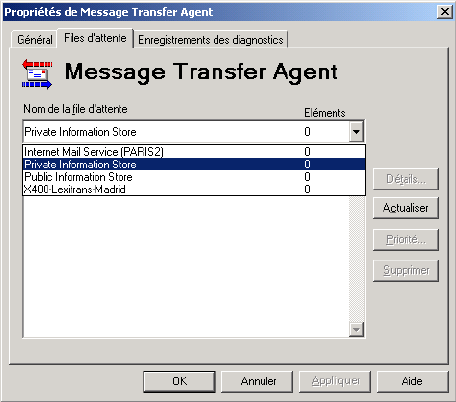 Propriétés de Message Transfer Agent
Général Files d'attente Enregistrements des diagnostics
Message Transfer Agent
Nom de la file d'attente Eléments
Private Information Store 0
Internet Mail Service (PARIS2) 0
Private Information Store 0
Public Information Store 0
X400-Lexitrans-Madrid 0
Détails...
Actualiser
Priorité...
Supprimer
OK Annuler Appliquer Aide